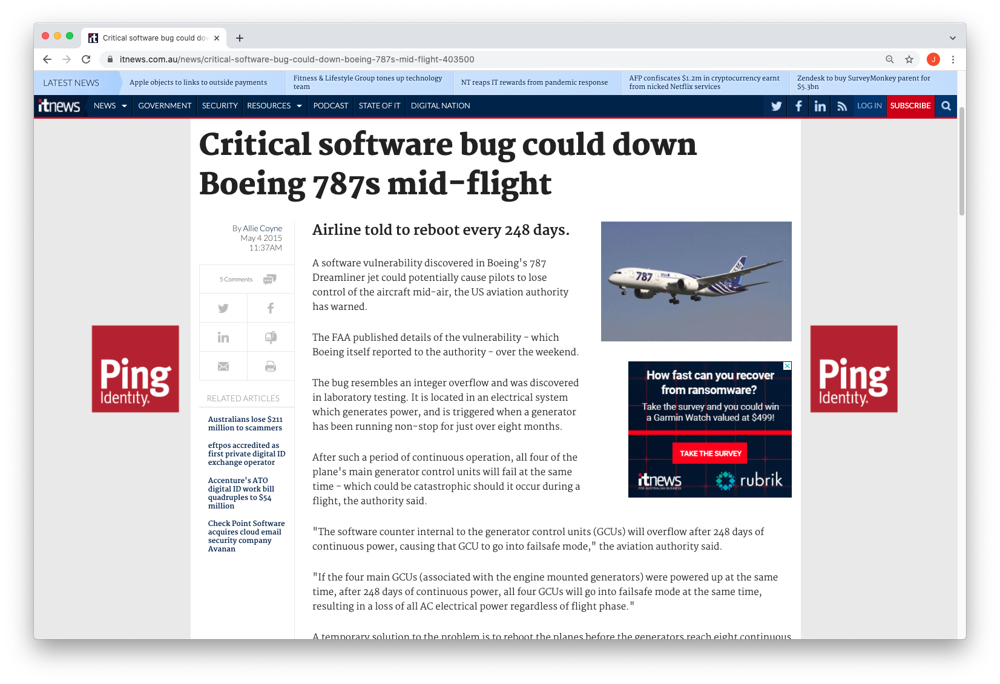 Critical software bug could dov
itnews.com.au/news/critical-software-bug-could-down-boeing-787s-mid-flight-403500
J
LATEST NEWS
Apple objects to links to outside payments
Fitness & Lifestyle Group tones up technology
team
NT reaps IT rewards from pandemic response
AFP confiscates $1.2m in cryptocurrency earnt
from nicked Netflix services
Zendesk to buy SurveyMonkey parent for
$5.3bn
itnews
NEWS
GOVERNMENT
SECURITY
RESOURCES
PODCAST
STATE OF IT
DIGITAL NATION
LOG IN
SUBSCRIBE
Critical software bug could down
Boeing 787s mid-flight
By Allie Coyne
May 4 2015
11:37AM
5 Comments
RELATED ARTICLES
Australians lose $211
million to scammers
eftpos accredited as
first private digital ID
exchange operator
Accenture's ATO
digital ID work bill
quadruples to $54
million
Check Point Software
acquires cloud email
security company
Avanan
Airline told to reboot every 248 days.
A software vulnerability discovered in Boeing's 787
Dreamliner jet could potentially cause pilots to lose
control of the aircraft mid-air, the US aviation authority
has warned.
The FAA published details of the vulnerability - which
Boeing itself reported to the authority - over the weekend.
The bug resembles an integer overflow and was discovered
in laboratory testing. It is located in an electrical system
which generates power, and is triggered when a generator
has been running non-stop for just over eight months.
After such a period of continuous operation, all four of the
plane's main generator control units will fail at the same
time - which could be catastrophic should it occur during a
flight, the authority said.
"The software counter internal to the generator control units (GCUs) will overflow after 248 days of
continuous power, causing that GCU to go into failsafe mode," the aviation authority said.
"If the four main GCUs (associated with the engine mounted generators) were powered up at the same
time, after 248 days of continuous power, all four GCUs will go into failsafe mode at the same time,
resulting in a loss of all AC electrical power regardless of flight phase."
A temporary solution to the problem is to reboot the planes before the generators reach eight continuous
787
ANA
How fast can you recover
from ransomware?
Take the survey and you could win
a Garmin Watch valued at $499!
TAKE THE SURVEY
itnews
FOR AUSTRALIAN BUSINESS
rubrik
Ping
Identity.
Ping
Identity.